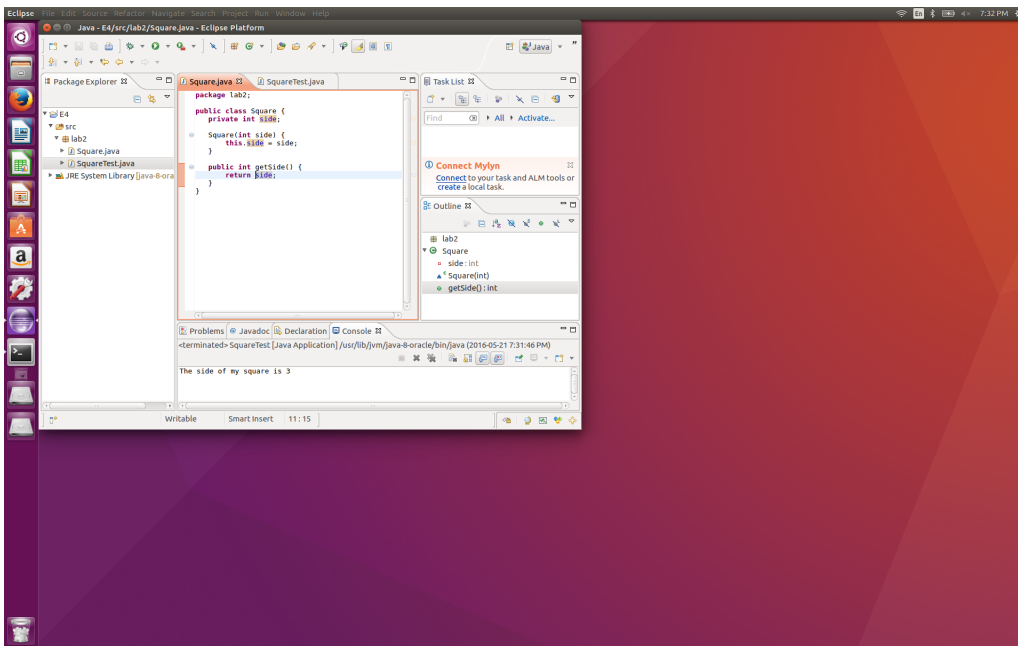 Eclipse File Edit Source Refactor Navigate Search Project Run Window Help
En 7:32 PM
Java - E4/src/lab2/Square.java - Eclipse Platform
Java
Package Explorer
E4
src
lab2
Square.java
SquareTest.java
JRE System Library [java-8-ora
Square.java SquareTest.java
package lab2;
public class Square {
private int side;
Square(int side) {
this.side = side;
}
public int getSide() {
return side;
}
}
Task List
Find All Activate...
Connect Mylyn
Connect to your task and ALM tools or
create a local task.
Outline
lab2
Square
side : int
Square(int)
getSide() : int
Problems @ Javadoc Declaration Console
<terminated> SquareTest [Java Application] /usr/lib/jvm/java-8-oracle/bin/java (2016-05-21 7:31:46 PM)
The side of my square is 3
Writable Smart Insert 11 : 15